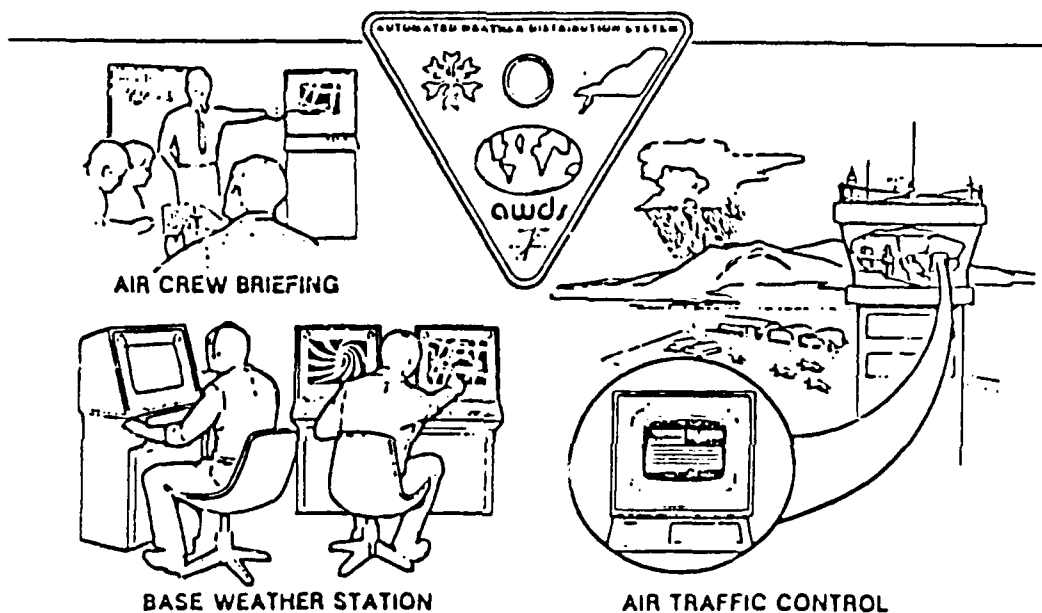 AUTOMATED WEATHER DISTRIBUTION SYSTEM
awds
AIR CREW BRIEFING
BASE WEATHER STATION
AIR TRAFFIC CONTROL